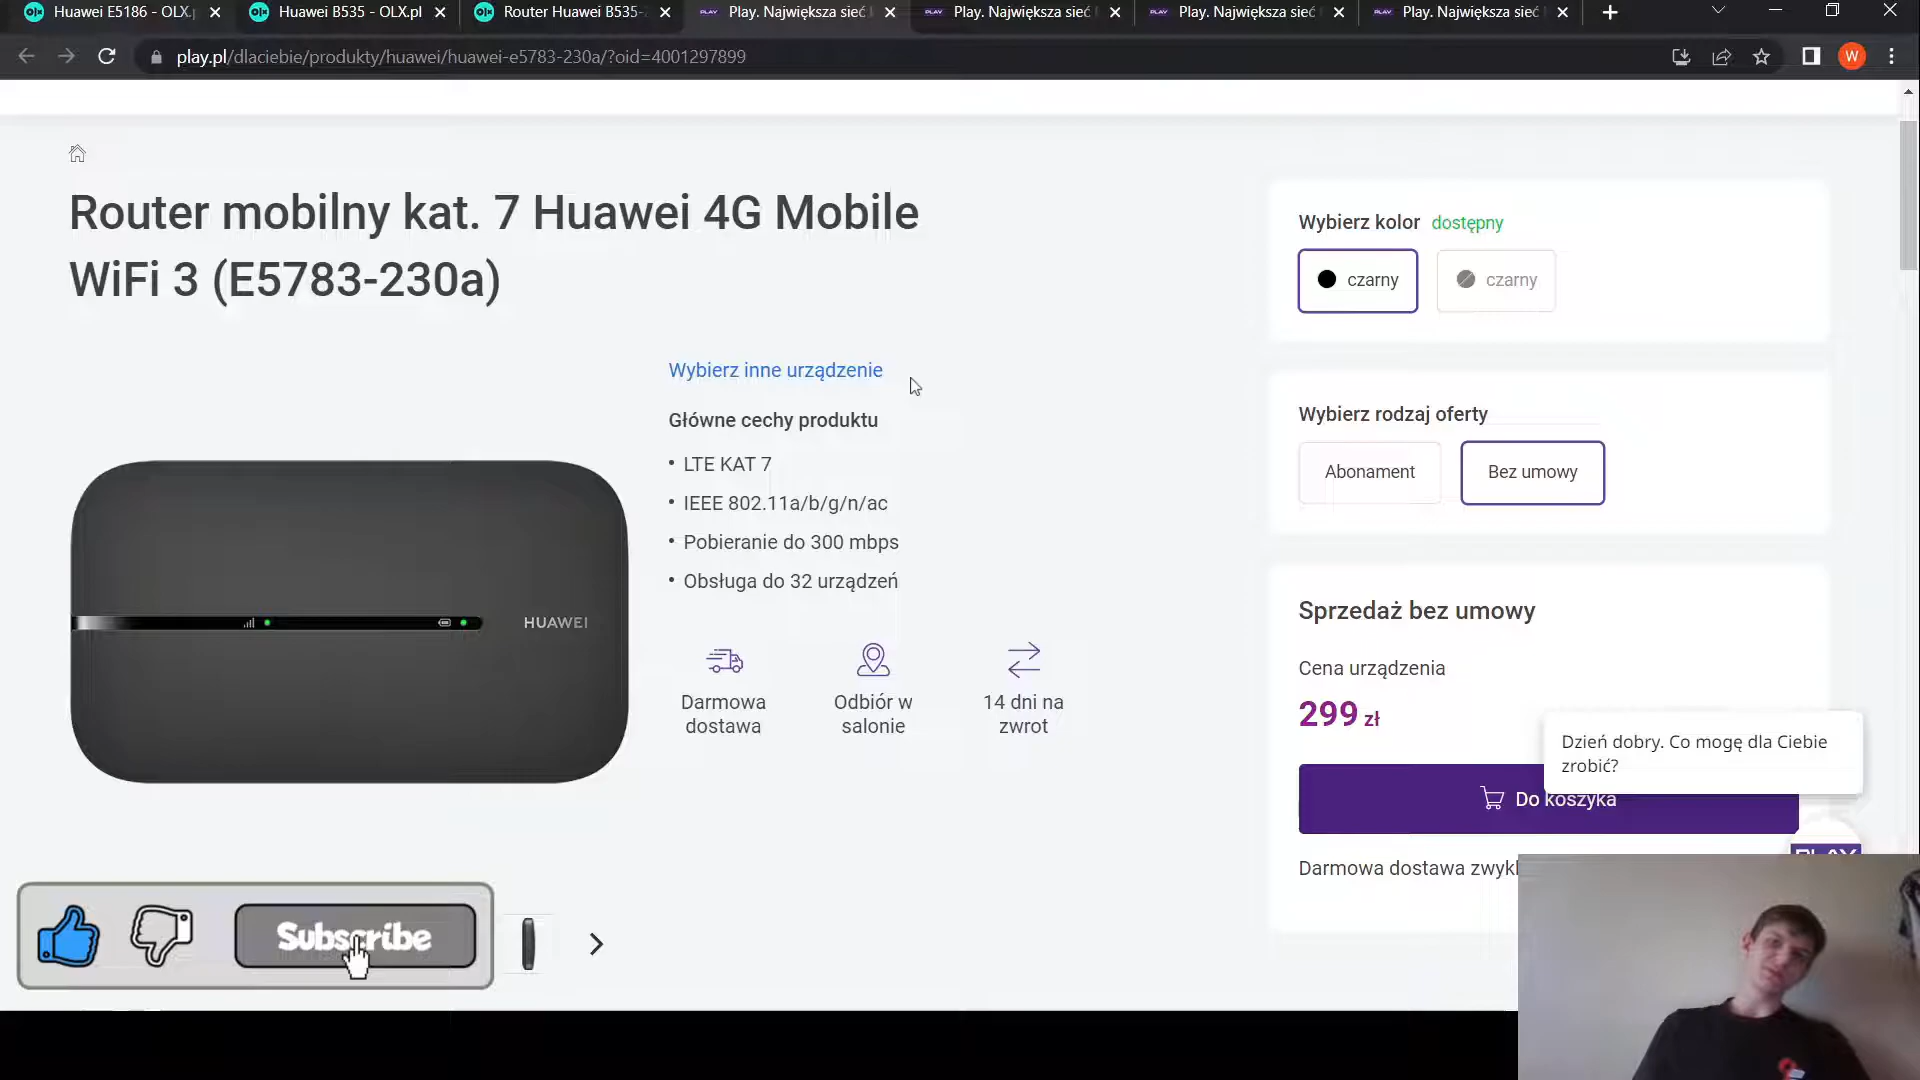 Huawei E5186 - OLX.
Huawei B535 - OLX.pl
Router Huawei B535-
PLAY Play. Największa sieć
PLAY Play. Największa sieć
PLAY Play. Największa sieć
PLAY Play. Największa sieć
play.pl/dlaciebie/produkty/huawei/huawei-e5783-230a/?oid=4001297899
W
Router mobilny kat. 7 Huawei 4G Mobile
WiFi 3 (E5783-230a)
Wybierz inne urządzenie
Główne cechy produktu
• LTE KAT 7
• IEEE 802.11a/b/g/n/ac
• Pobieranie do 300 mbps
• Obsługa do 32 urządzeń
HUAWEI
Darmowa
dostawa
Odbiór w
salonie
14 dni na
zwrot
Wybierz kolor dostępny
czarny
czarny
Wybierz rodzaj oferty
Abonament
Bez umowy
Sprzedaż bez umowy
Cena urządzenia
299 zł
Dzień dobry. Co mogę dla Ciebie
zrobić?
Do koszyka
PLAY
Darmowa dostawa zwykł
Subscribe